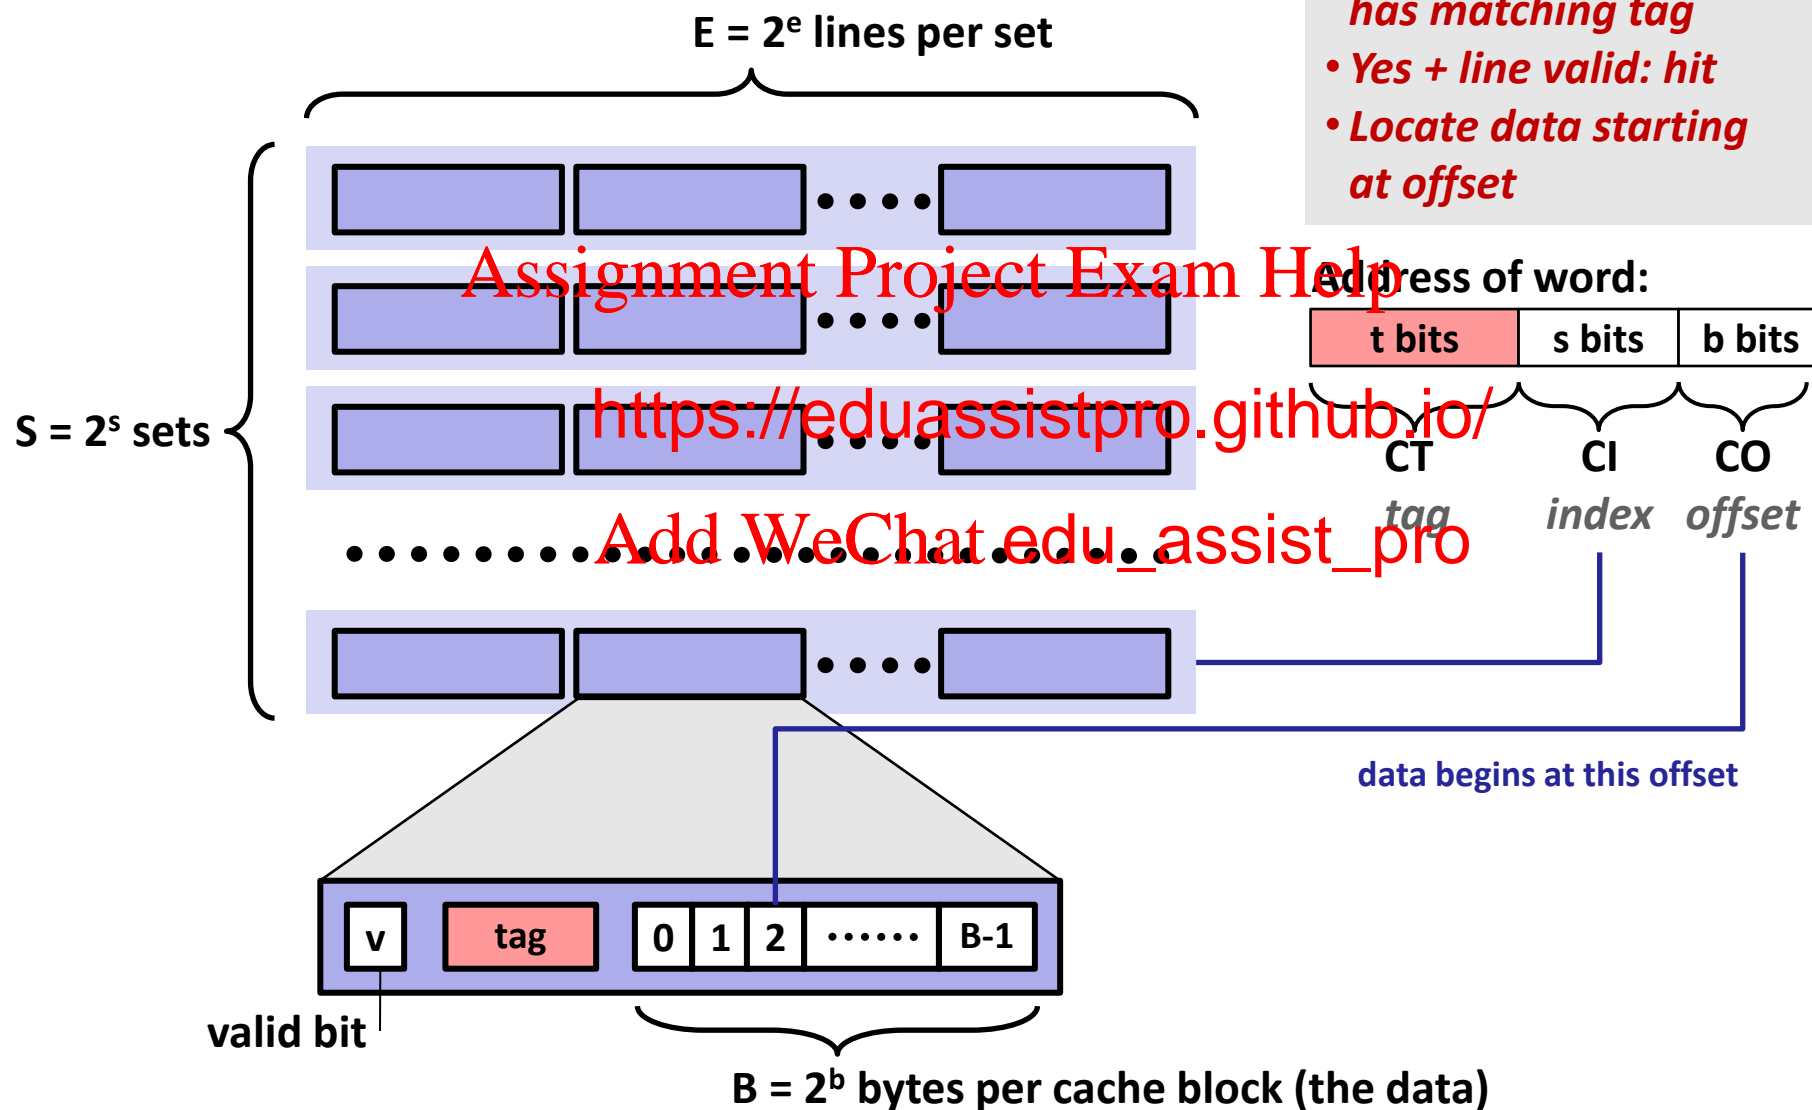 E = 2ᵉ lines per set
has matching tag
• Yes + line valid: hit
• Locate data starting
at offset
Assignment Project Exam Help
Address of word:
t bits s bits b bits
S = 2ˢ sets
https://eduassistpro.github.io/
CT CI CO
tag index offset
Add WeChat edu_assist_pro
data begins at this offset
v tag 0 1 2 ...... B-1
valid bit
B = 2ᵇ bytes per cache block (the data)